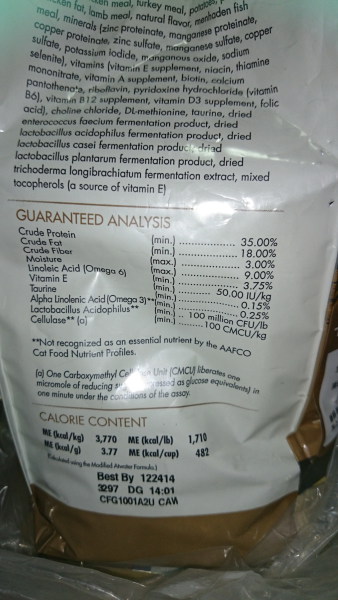 meal, turkey meal,
fat, lamb meal, natural flavor, menhaden fish
meal, minerals (zinc proteinate, manganese proteinate,
copper proteinate, zinc sulfate, manganese sulfate, copper
sulfate, potassium iodide, manganous oxide, sodium
selenite), vitamins (vitamin E supplement, niacin, thiamine
mononitrate, vitamin A supplement, biotin, calcium
pantothenate, riboflavin, pyridoxine hydrochloride (vitamin
B6), vitamin B12 supplement, vitamin D3 supplement, folic
acid), choline chloride, DL-methionine, taurine, dried
enterococcus faecium fermentation product, dried
lactobacillus acidophilus fermentation product, dried
lactobacillus casei fermentation product, dried
lactobacillus plantarum fermentation product, dried
trichoderma longibrachiatum fermentation extract, mixed
tocopherols (a source of vitamin E)
GUARANTEED ANALYSIS
Crude Protein (min.) ................. 35.00%
Crude Fat (min.) ................. 18.00%
Crude Fiber (max.) ................. 3.00%
Moisture (max.) ................. 9.00%
Linoleic Acid (Omega 6) (min.) ................. 3.75%
Vitamin E (min.) ........... 50.00 IU/kg
Taurine (min.) ................. 0.15%
Alpha Linolenic Acid (Omega 3)** (min.) ................. 0.25%
Lactobacillus Acidophilus** (min.) .... 100 million CFU/lb
Cellulase** (a) (min.) ........ 100 CMCU/kg
**Not recognized as an essential nutrient by the AAFCO
Cat Food Nutrient Profiles.
(a) One Carboxymethyl Unit (CMCU) liberates one
micromole of reducing as glucose equivalents) in
one minute under the conditions of the assay.
CALORIE CONTENT
ME (kcal/kg) 3,770 ME (kcal/lb) 1,710
ME (kcal/g) 3.77 ME (kcal/cup) 482
(Calculated using the Modified Atwater Formula)
Best By 122414
3297 DG 14:01
CFG1001A2U CAW